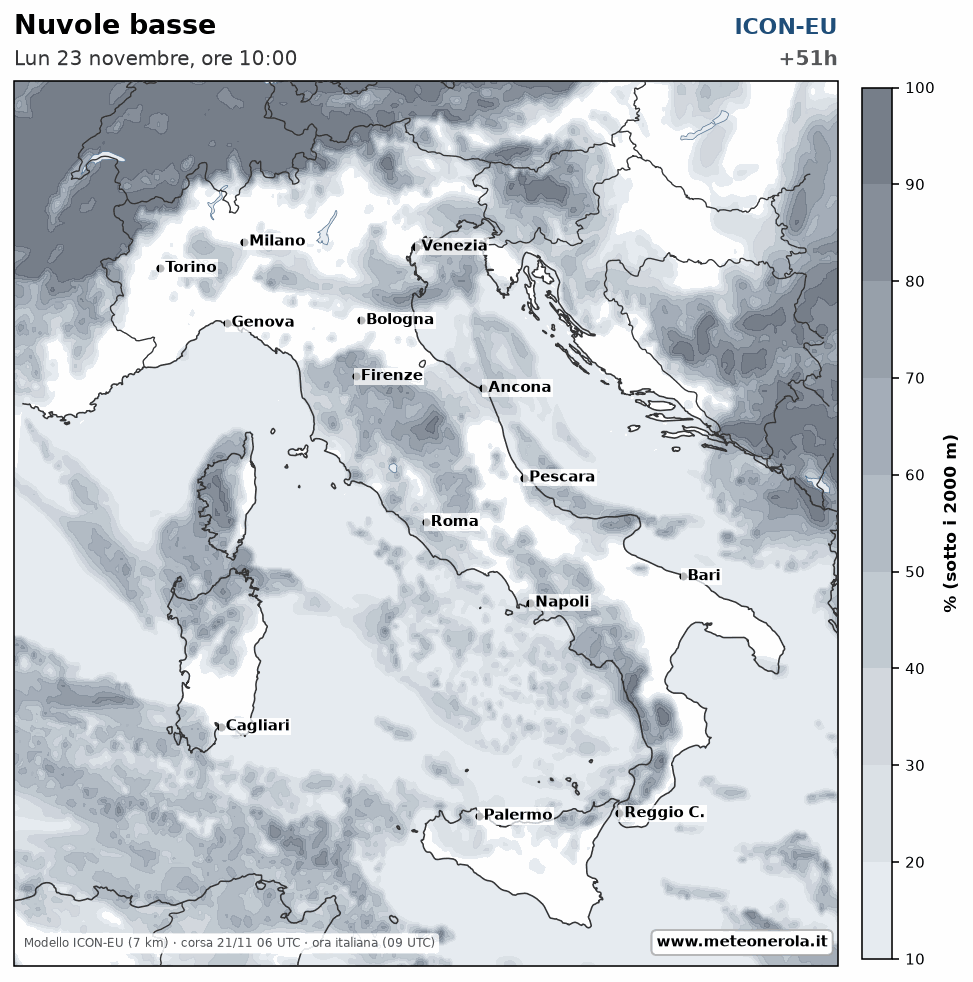 Nuvole basse
ICON-EU
Lun 23 novembre, ore 10:00
+51h
Milano
Venezia
Torino
Genova
Bologna
Firenze
Ancona
Pescara
Roma
Bari
Napoli
Cagliari
Palermo
Reggio C.
100
90
80
70
60
50
40
30
20
10
% (sotto i 2000 m)
Modello ICON-EU (7 km) · corsa 21/11 06 UTC · ora italiana (09 UTC)
www.meteonerola.it